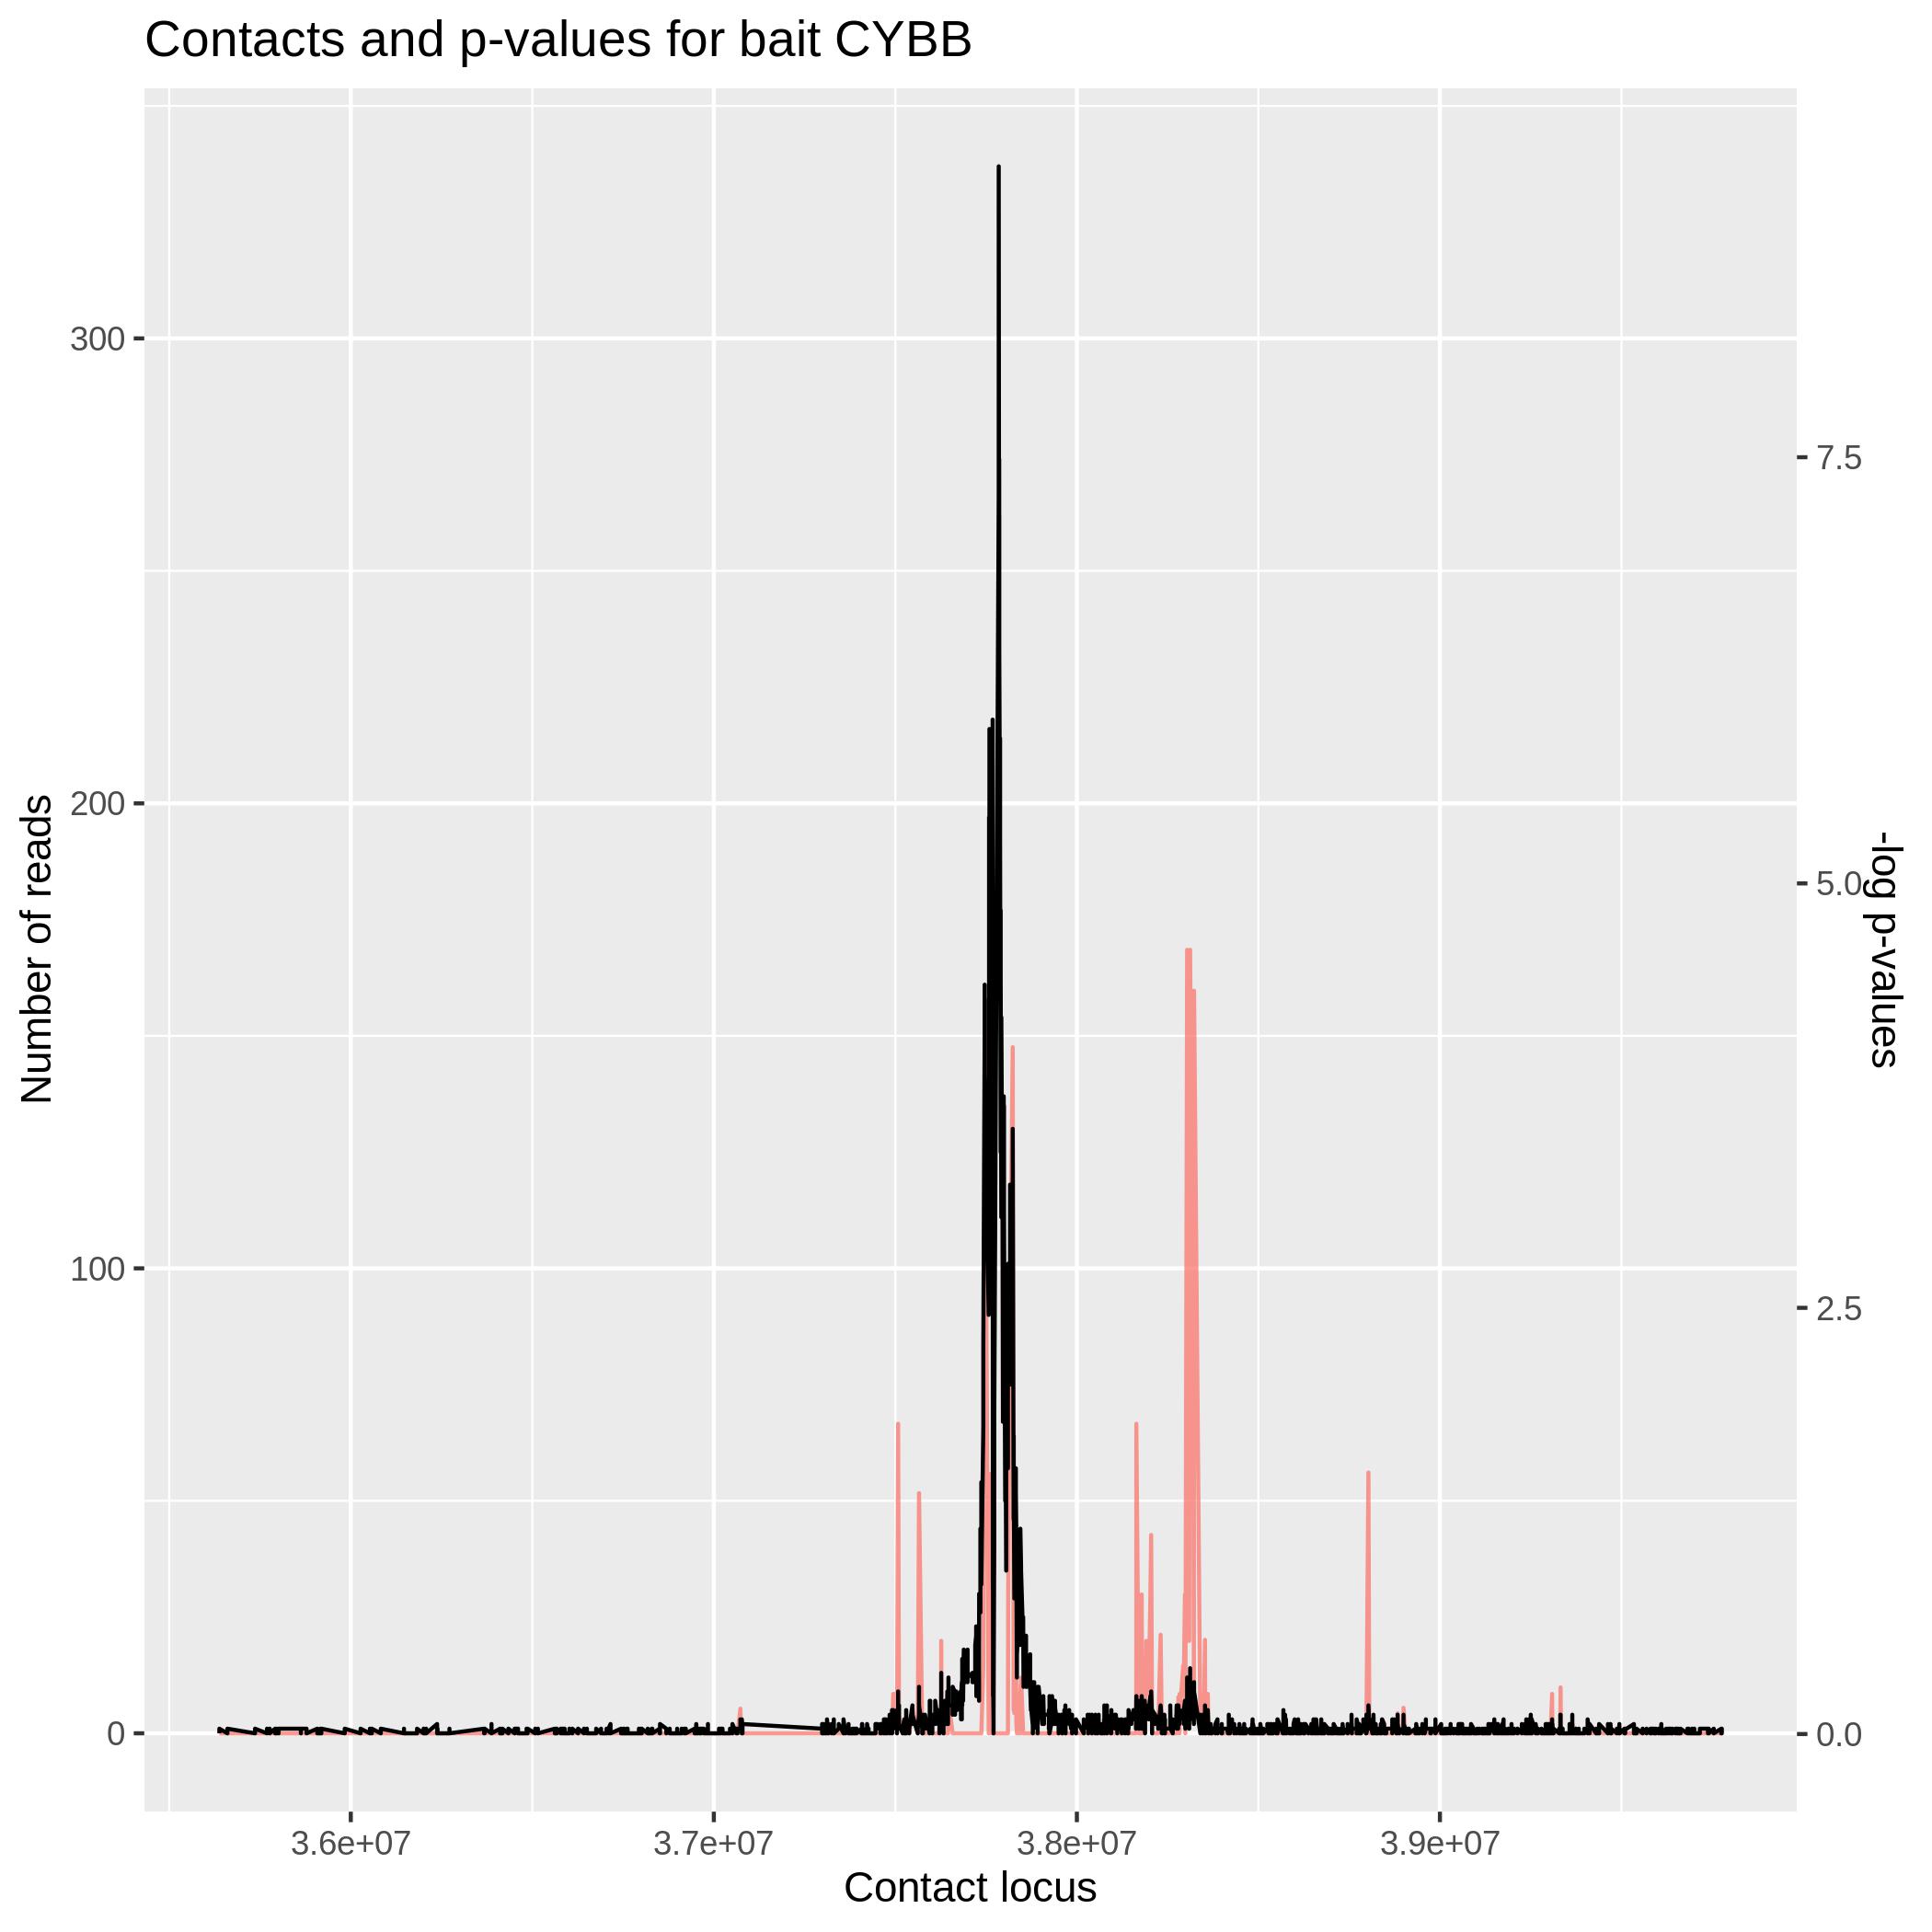 Contacts and p-values for bait CYBB
Number of reads
300
200
100
0
7.5
5.0
2.5
0.0
-log p-values
3.6e+07
3.7e+07
3.8e+07
3.9e+07
Contact locus